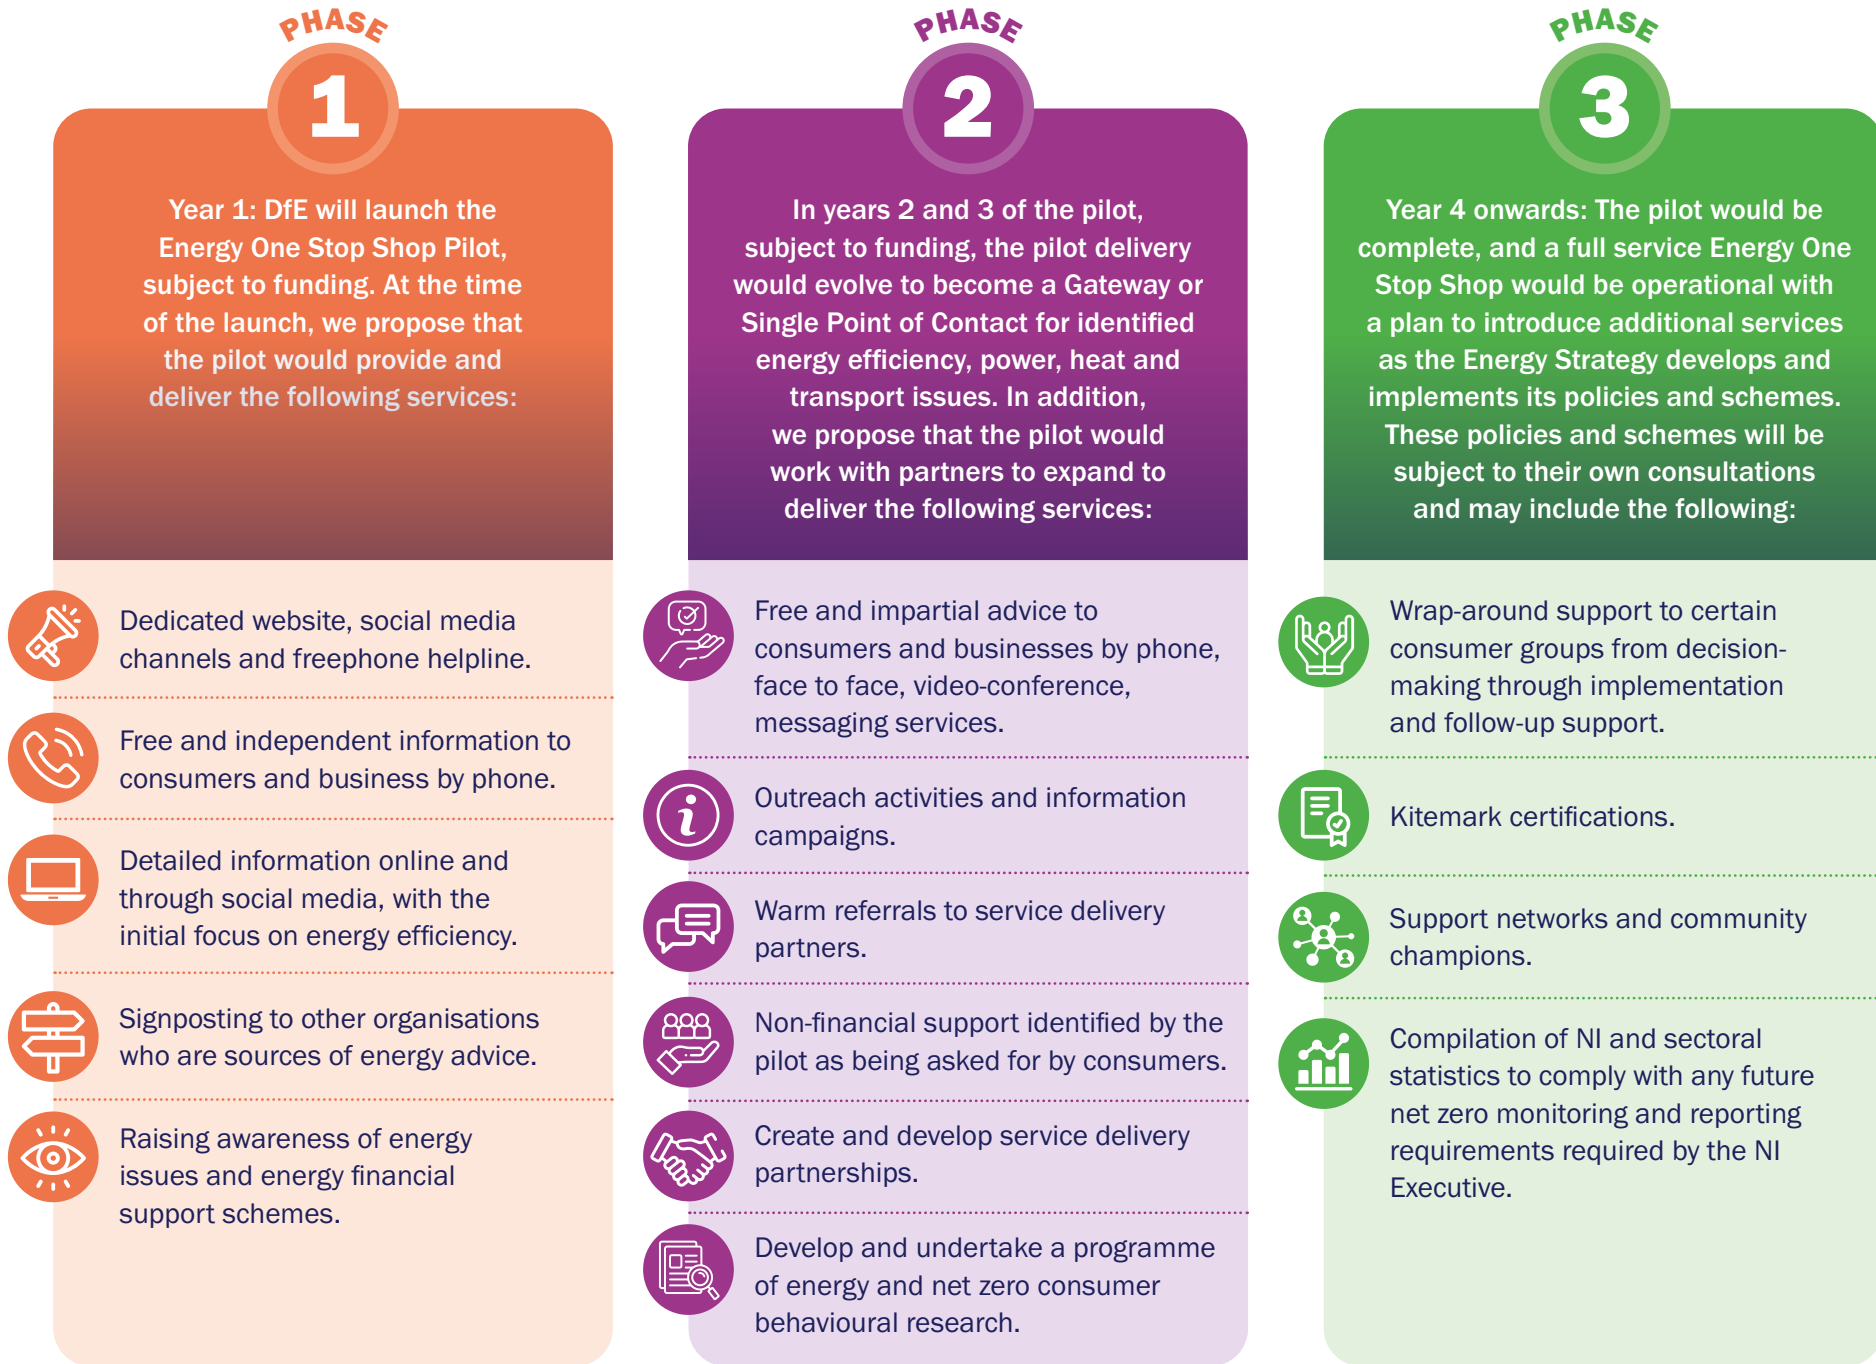 PHASE
1
Year 1: DfE will launch the
Energy One Stop Shop Pilot,
subject to funding. At the time
of the launch, we propose that
the pilot would provide and
deliver the following services:
Dedicated website, social media
channels and freephone helpline.
Free and independent information to
consumers and business by phone.
Detailed information online and
through social media, with the
initial focus on energy efficiency.
Signposting to other organisations
who are sources of energy advice.
Raising awareness of energy
issues and energy financial
support schemes.
PHASE
2
In years 2 and 3 of the pilot,
subject to funding, the pilot delivery
would evolve to become a Gateway or
Single Point of Contact for identified
energy efficiency, power, heat and
transport issues. In addition,
we propose that the pilot would
work with partners to expand to
deliver the following services:
Free and impartial advice to
consumers and businesses by phone,
face to face, video-conference,
messaging services.
Outreach activities and information
campaigns.
Warm referrals to service delivery
partners.
Non-financial support identified by the
pilot as being asked for by consumers.
Create and develop service delivery
partnerships.
Develop and undertake a programme
of energy and net zero consumer
behavioural research.
PHASE
3
Year 4 onwards: The pilot would be
complete, and a full service Energy One
Stop Shop would be operational with
a plan to introduce additional services
as the Energy Strategy develops and
implements its policies and schemes.
These policies and schemes will be
subject to their own consultations
and may include the following:
Wrap-around support to certain
consumer groups from decision-
making through implementation
and follow-up support.
Kitemark certifications.
Support networks and community
champions.
Compilation of NI and sectoral
statistics to comply with any future
net zero monitoring and reporting
requirements required by the NI
Executive.